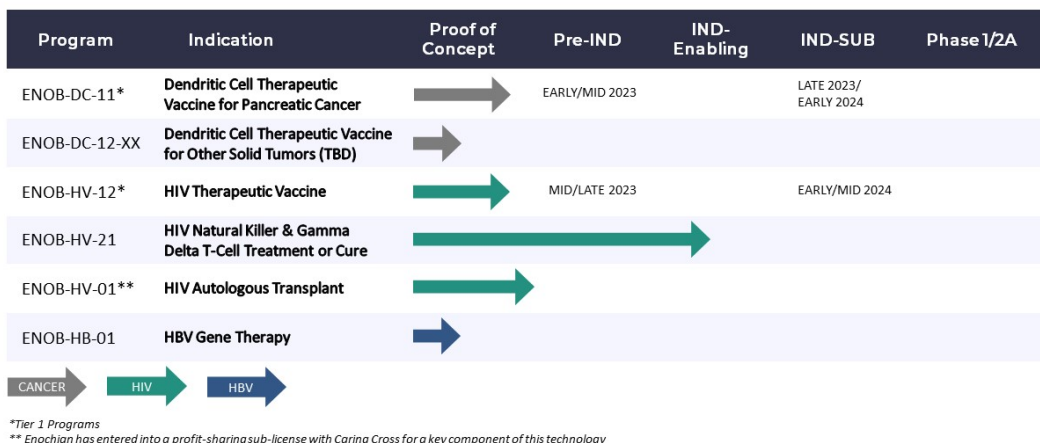 Program Indication Proof of Concept Pre-IND IND-Enabling IND-SUB Phase 1/2A
ENOB-DC-11* Dendritic Cell Therapeutic Vaccine for Pancreatic Cancer EARLY/MID 2023 LATE 2023/ EARLY 2024
ENOB-DC-12-XX Dendritic Cell Therapeutic Vaccine for Other Solid Tumors (TBD)
ENOB-HV-12* HIV Therapeutic Vaccine MID/LATE 2023 EARLY/MID 2024
ENOB-HV-21 HIV Natural Killer & Gamma Delta T-Cell Treatment or Cure
ENOB-HV-01** HIV Autologous Transplant
ENOB-HB-01 HBV Gene Therapy
CANCER HIV HBV
*Tier 1 Programs
** Enochian has entered into a profit-sharing sub-license with Caring Cross for a key component of this technology